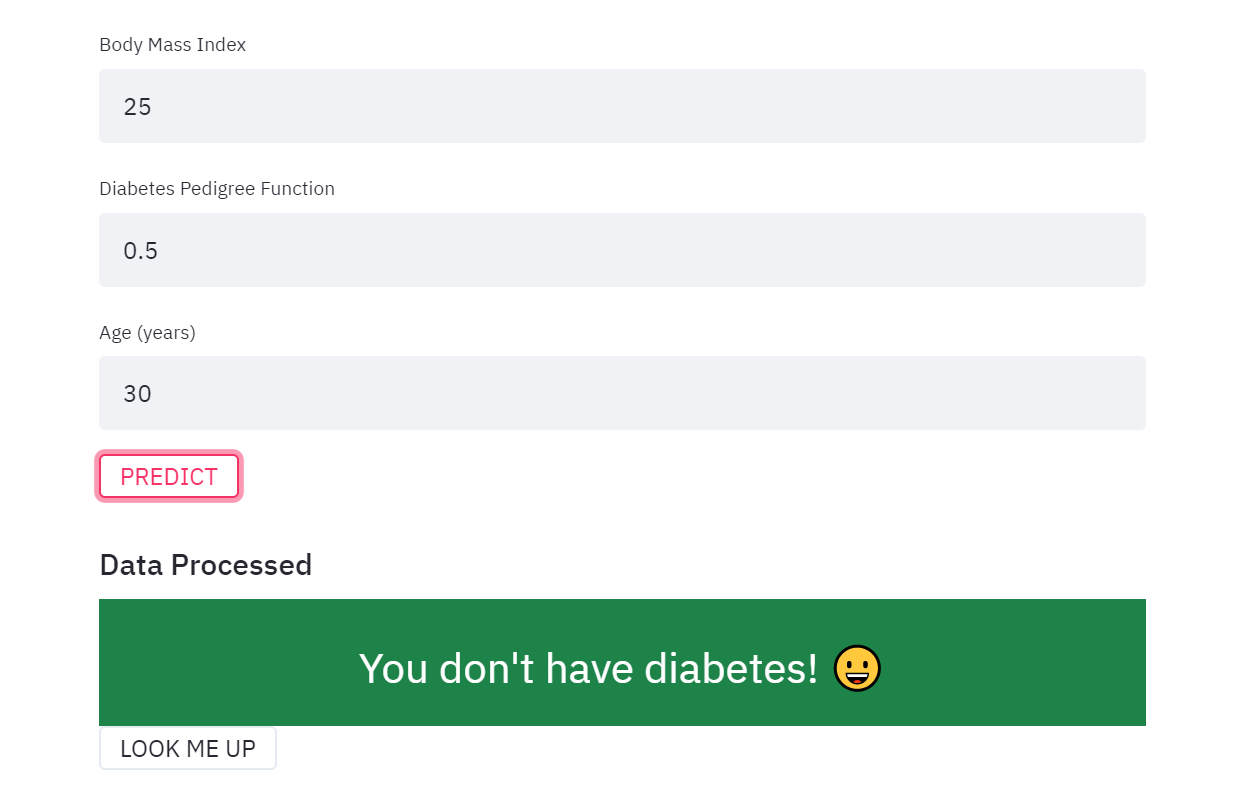 Body Mass Index
25
Diabetes Pedigree Function
0.5
Age (years)
30
PREDICT
Data Processed
You don't have diabetes! 😀
LOOK ME UP